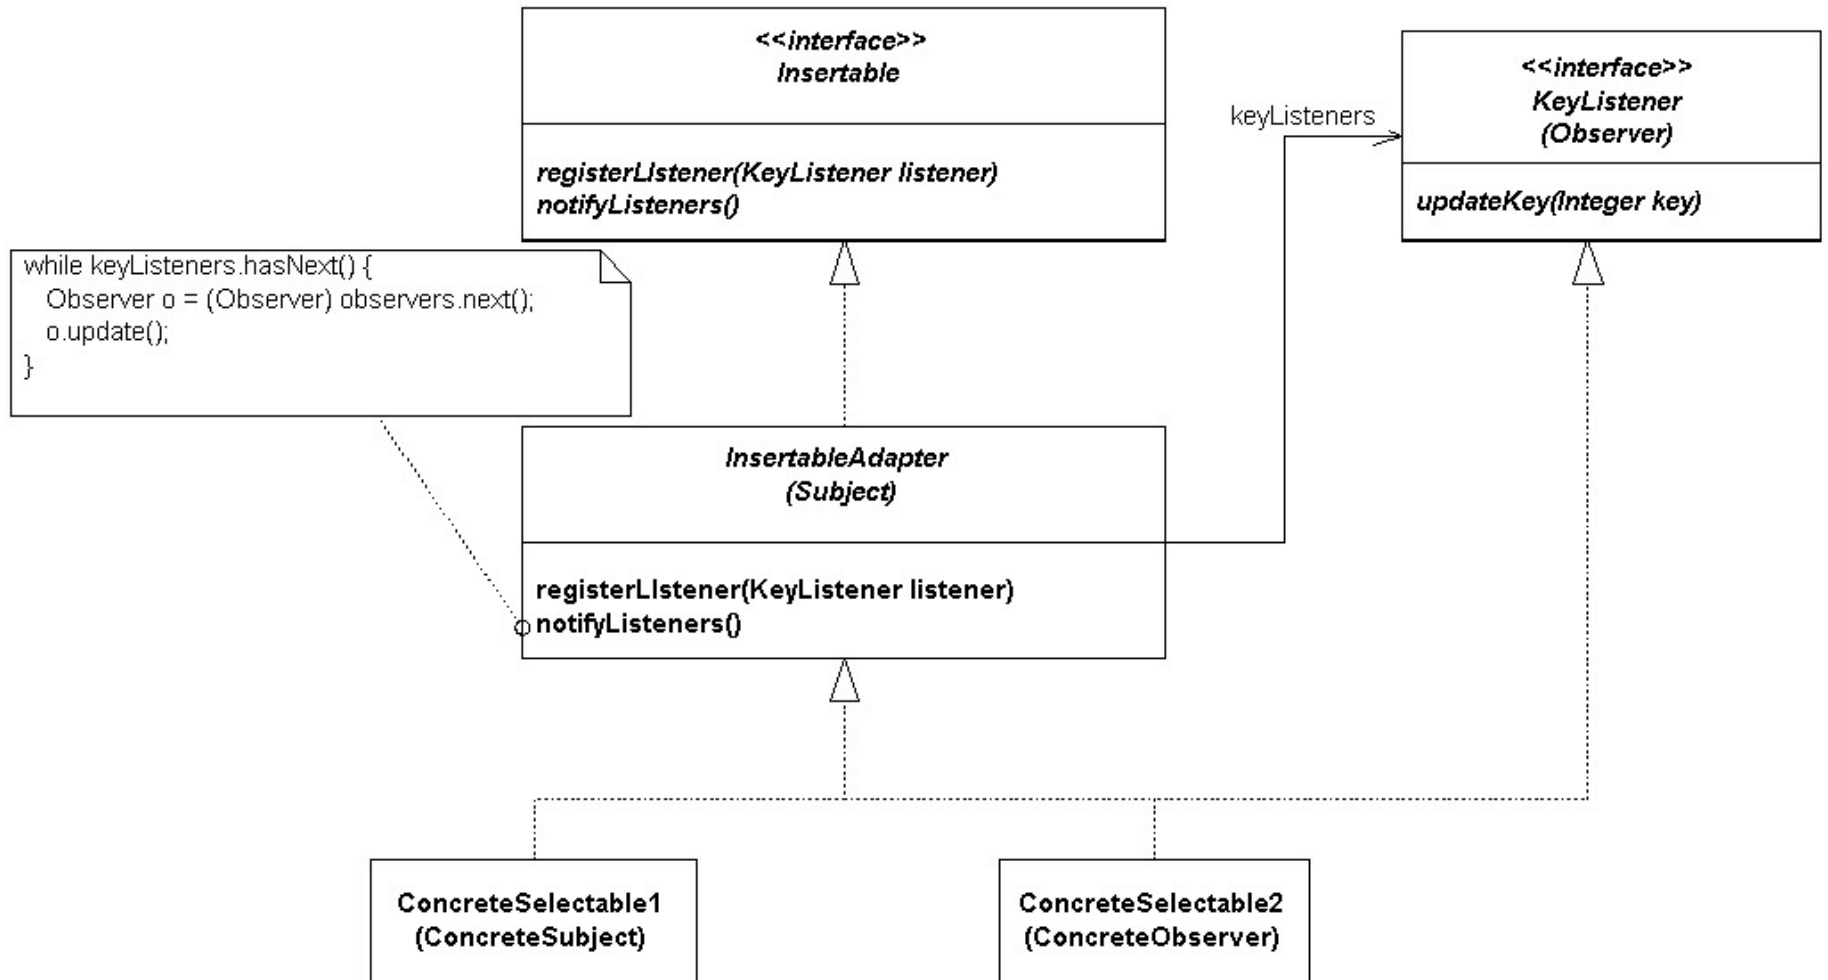 <<interface>>
Insertable
registerLIstener(KeyListener listener)
notifyListeners()
keyListeners
<<interface>>
KeyListener
(Observer)
updateKey(Integer key)
while keyListeners.hasNext() {
Observer o = (Observer) observers.next();
o.update();
}
InsertableAdapter
(Subject)
registerLIstener(KeyListener listener)
notifyListeners()
ConcreteSelectable1
(ConcreteSubject)
ConcreteSelectable2
(ConcreteObserver)